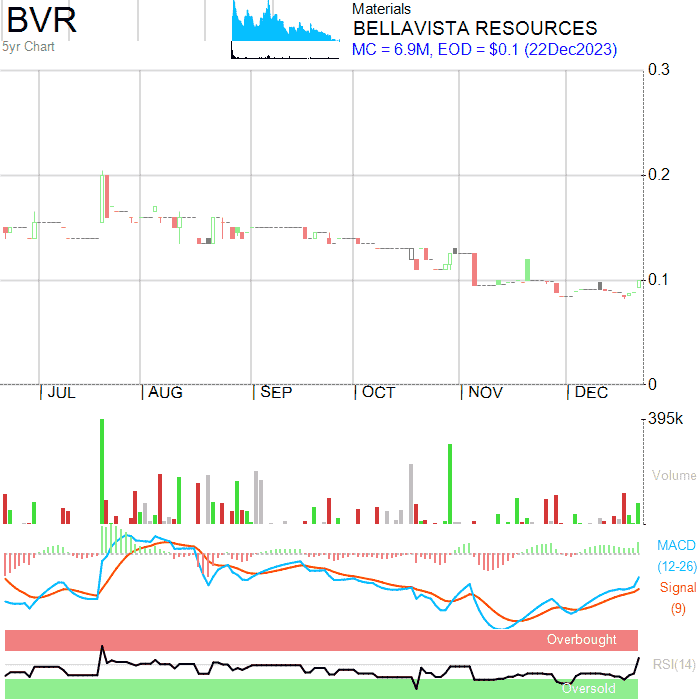 BVR
5yr Chart
Materials
BELLAVISTA RESOURCES
MC = 6.9M, EOD = $0.1 (22Dec2023)
0.3
0.2
0.1
0
JUL AUG SEP OCT NOV DEC
395k
Volume
MACD
(12-26)
Signal
(9)
Overbought
RSI(14)
Oversold